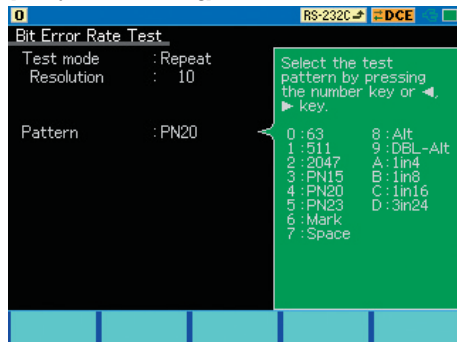 0 RS-232C DCE
Bit Error Rate Test
Test mode : Repeat
Resolution : 10
Pattern : PN20
Select the test
pattern by pressing
the number key or ◄,
► key.
0:63 8:Alt
1:511 9:DBL-Alt
2:2047 A:1in4
3:PN15 B:1in8
4:PN20 C:1in16
5:PN23 D:3in24
6:Mark
7:Space